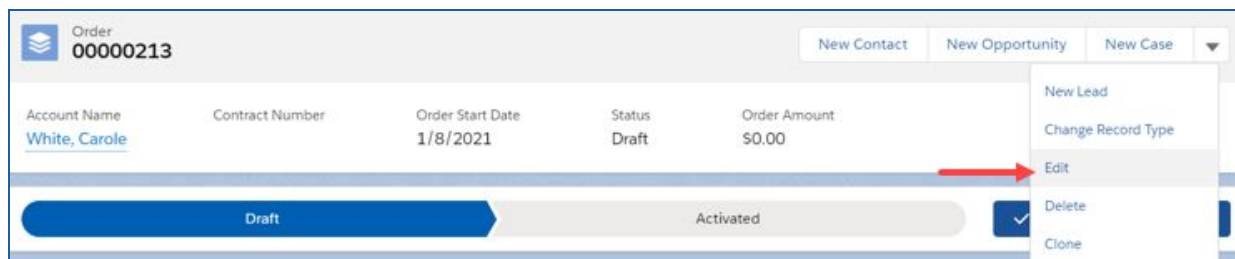 Order
00000213
New Contact
New Opportunity
New Case
New Lead
Change Record Type
Edit
Delete
Clone
Account Name
Contract Number
Order Start Date
Status
Order Amount
White, Carole
1/8/2021
Draft
$0.00
Draft
Activated